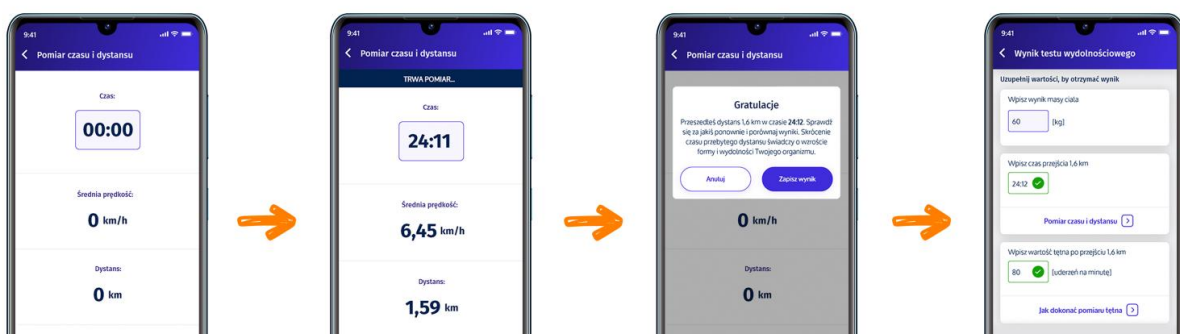 9:41
Pomiar czasu i dystansu
Czas:
00:00
Średnia prędkość:
0 km/h
Dystans:
0 km
9:41
Pomiar czasu i dystansu
TRWA POMIAR...
Czas:
24:11
Średnia prędkość:
6,45 km/h
Dystans:
1,59 km
9:41
Pomiar czasu i dystansu
Gratulacje
Przeszedłeś dystans 1,6 km w czasie 24:12. Sprawdź
się za jakiś ponownie i porównaj wyniki. Skrócenie
czasu przebytego dystansu świadczy o wzroście
formy i wydolności Twojego organizmu.
Anuluj
Zapisz wynik
0 km/h
Dystans:
0 km
9:41
Wynik testu wydolnościowego
Uzupełnij wartości, by otrzymać wynik
Wpisz wynik masy ciała
60 [kg]
Wpisz czas przejścia 1,6 km
24:12
Pomiar czasu i dystansu
Wpisz wartość tętna po przejściu 1,6 km
80 [uderzeń na minutę]
Jak dokonać pomiaru tętna